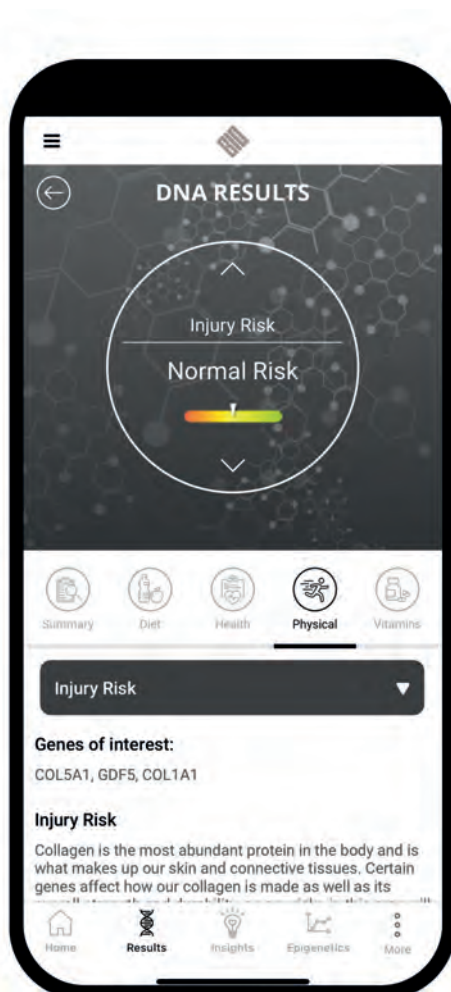 DNA RESULTS
Injury Risk
Normal Risk
Summary
Diet
Health
Physical
Vitamins
Injury Risk
Genes of interest:
COL5A1, GDF5, COL1A1
Injury Risk
Collagen is the most abundant protein in the body and is
what makes up our skin and connective tissues. Certain
genes affect how our collagen is made as well as its
Home
Results
Insights
Epigenetics
More